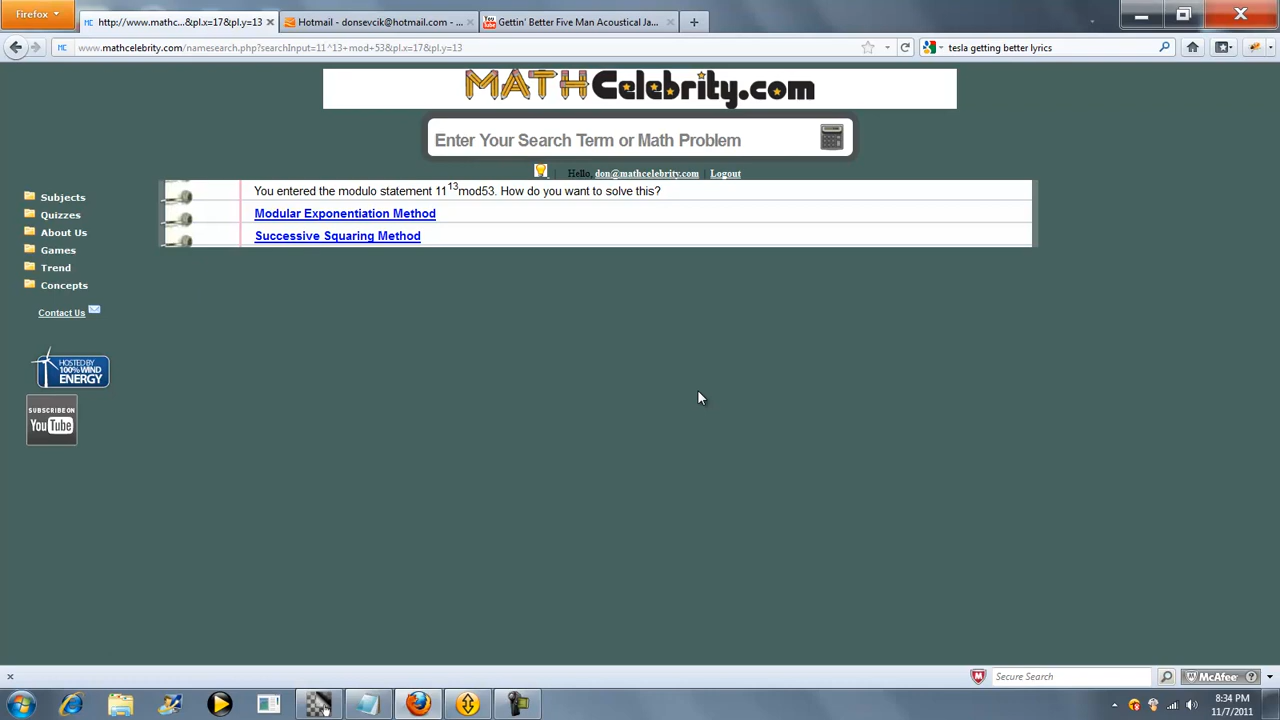 Firefox
http://www.mathc...&pl.x=17&pl.y=13
Hotmail - donsevcik@hotmail.com - ...
Gettin' Better Five Man Acoustical Ja...
www.mathcelebrity.com/namesearch.php?searchInput=11^13+mod+53&pl.x=17&pl.y=13
tesla getting better lyrics
MATHCelebrity.com
Enter Your Search Term or Math Problem
Hello, don@mathcelebrity.com | Logout
You entered the modulo statement 11^13mod53. How do you want to solve this?
Modular Exponentiation Method
Successive Squaring Method
Subjects
Quizzes
About Us
Games
Trend
Concepts
Contact Us
HOSTED BY
100% WIND
ENERGY
SUBSCRIBE ON
YouTube
Secure Search
McAfee
8:34 PM
11/7/2011